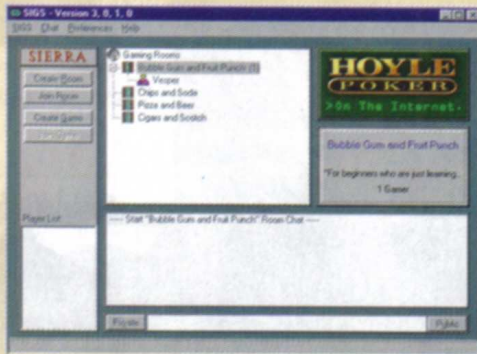 SIGS - Version 3, 0, 1, 0
SIGS Chat Preferences Help
SIERRA
Create Room
Join Room
Create Game
Join Game
Gaming Rooms
Bubble Gum and Fruit Punch (1)
Vesper
Chips and Soda
Pizza and Beer
Cigars and Scotch
HOYLE
POKER
>On The Internet.
Bubble Gum and Fruit Punch
"For beginners who are just learning.
1 Gamer
Player List
---- Start "Bubble Gum and Fruit Punch" Room Chat ----
Private
Public